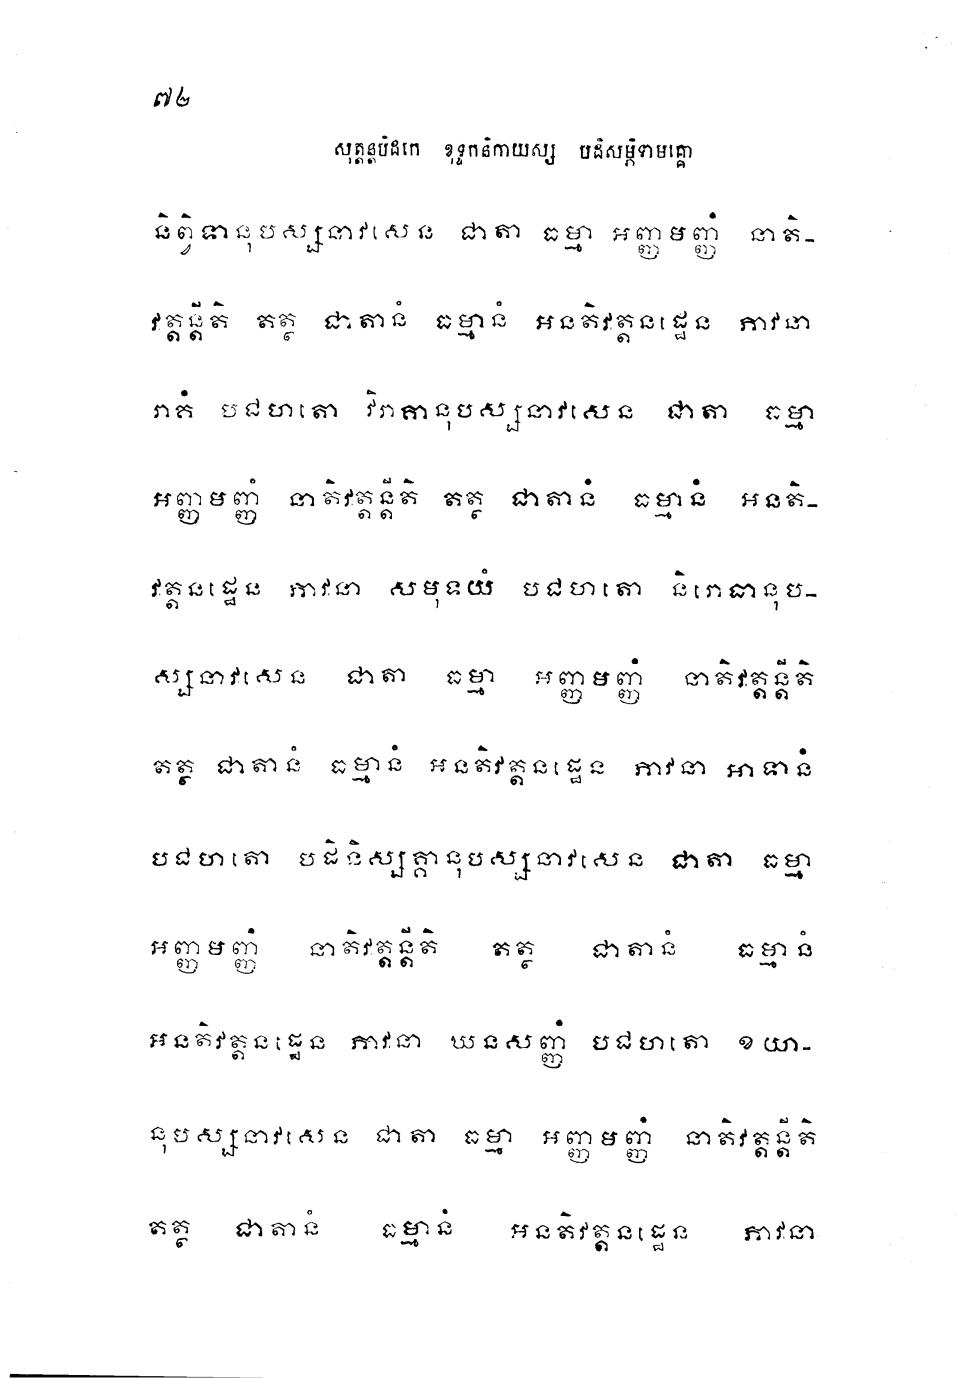 ៧២
សុត្តន្តបិដកេ ខុទ្ទកនិកាយស្ស បដិសម្ភិទាមគ្គោ
និព្វិទានុបស្សនាវសេន ជាតា ធម្មា អញ្ញមញ្ញំ នាតិ-
វត្តន្តីតិ តត្ថ ជាតានំ ធម្មានំ អនតិវត្តនដ្ឋេន ភាវនា
រាគំ បជហតោ វិរាគានុបស្សនាវសេន ជាតា ធម្មា
អញ្ញមញ្ញំ នាតិវត្តន្តីតិ តត្ថ ជាតានំ ធម្មានំ អនតិ-
វត្តនដ្ឋេន ភាវនា សមុទយំ បជហតោ និរោធានុប-
ស្សនាវសេន ជាតា ធម្មា អញ្ញមញ្ញំ នាតិវត្តន្តីតិ
តត្ថ ជាតានំ ធម្មានំ អនតិវត្តនដ្ឋេន ភាវនា អាទានំ
បជហតោ បដិនិស្សគ្គានុបស្សនាវសេន ជាតា ធម្មា
អញ្ញមញ្ញំ នាតិវត្តន្តីតិ តត្ថ ជាតានំ ធម្មានំ
អនតិវត្តនដ្ឋេន ភាវនា ឃនសញ្ញំ បជហតោ ខយា-
នុបស្សនាវសេន ជាតា ធម្មា អញ្ញមញ្ញំ នាតិវត្តន្តីតិ
តត្ថ ជាតានំ ធម្មានំ អនតិវត្តនដ្ឋេន ភាវនា